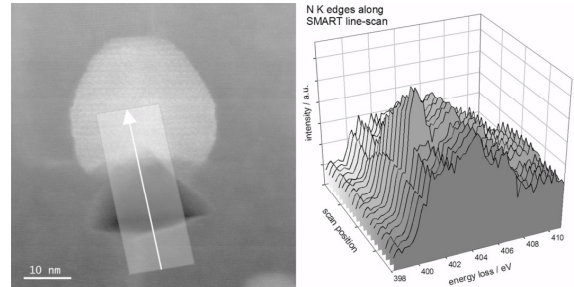 10 nm
N K edges along
SMART line-scan
intensity / a.u.
scan position
398
400
402
404
406
408
410
energy loss / eV